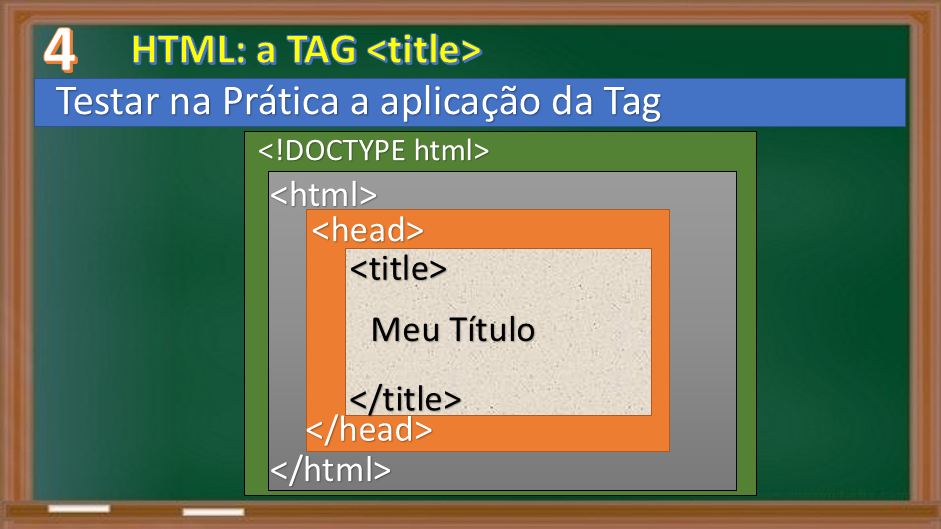 4 HTML: a TAG <title>
Testar na Prática a aplicação da Tag
<!DOCTYPE html>
<html>
<head>
<title>
Meu Título
</title>
</head>
</html>